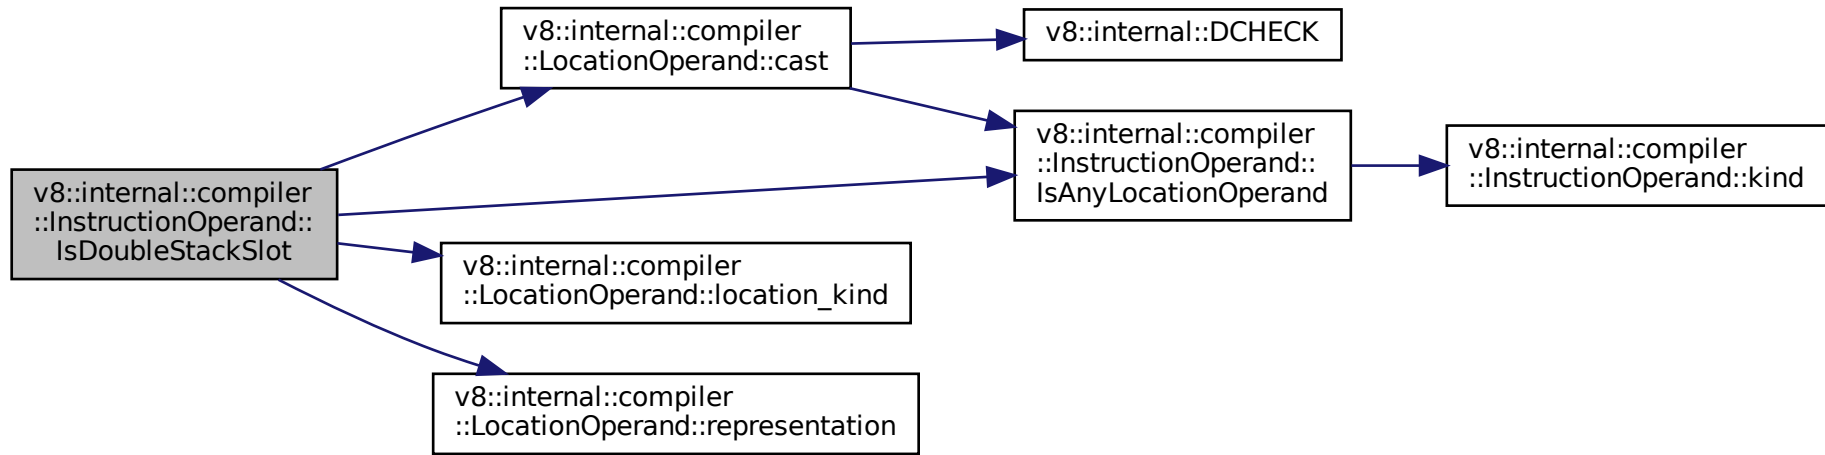 v8::internal::compiler
::InstructionOperand::
IsDoubleStackSlot
v8::internal::compiler
::LocationOperand::cast
v8::internal::DCHECK
v8::internal::compiler
::InstructionOperand::
IsAnyLocationOperand
v8::internal::compiler
::InstructionOperand::kind
v8::internal::compiler
::LocationOperand::location_kind
v8::internal::compiler
::LocationOperand::representation